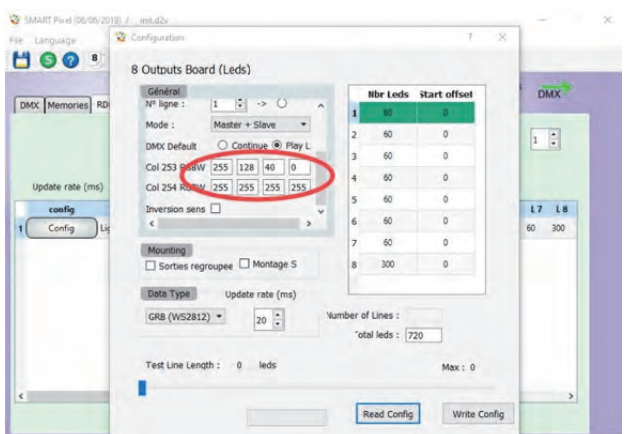 SMART Pixel (06/06/2019) / _init.d2v
File Language
8
DMX Memories
Update rate (ms)
config
1 Config
Configuration
? ×
8 Outputs Board (Leds)
Général
N° ligne : 1 -> 
Mode : Master + Slave
DMX Default Continue Play L
Col 253 RGBW 255 128 40 0
Col 254 RGBW 255 255 255 255
Inversion sens
Mounting
Sorties regroupee Montage S
Data Type Update rate (ms)
GRB (WS2812) 20
Test Line Length : 0 leds
Nbr Leds Start offset
1 60 0
2 60 0
3 60 0
4 60 0
5 60 0
6 60 0
7 60 0
8 300 0
Number of Lines :
Total leds : 720
Max : 0
Read Config Write Config
DMX
1
L7 L8
60 300